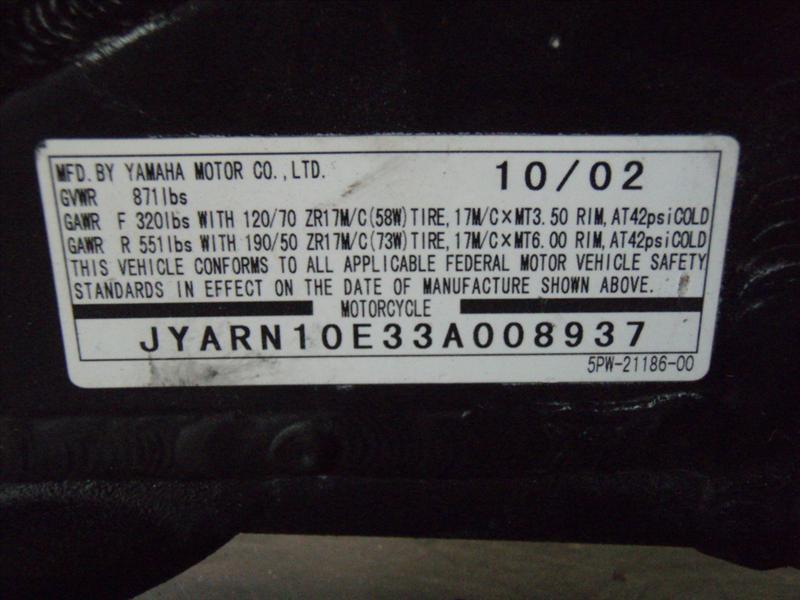 MFD. BY YAMAHA MOTOR CO., LTD. 10/02
GVWR 871lbs
GAWR F 320lbs WITH 120/70 ZR17M/C(58W)TIRE, 17M/C×MT3.50 RIM, AT42psiCOLD
GAWR R 551lbs WITH 190/50 ZR17M/C(73W)TIRE, 17M/C×MT6.00 RIM, AT42psiCOLD
THIS VEHICLE CONFORMS TO ALL APPLICABLE FEDERAL MOTOR VEHICLE SAFETY
STANDARDS IN EFFECT ON THE DATE OF MANUFACTURE SHOWN ABOVE.
MOTORCYCLE
JYARN10E33A008937
5PW-21186-00